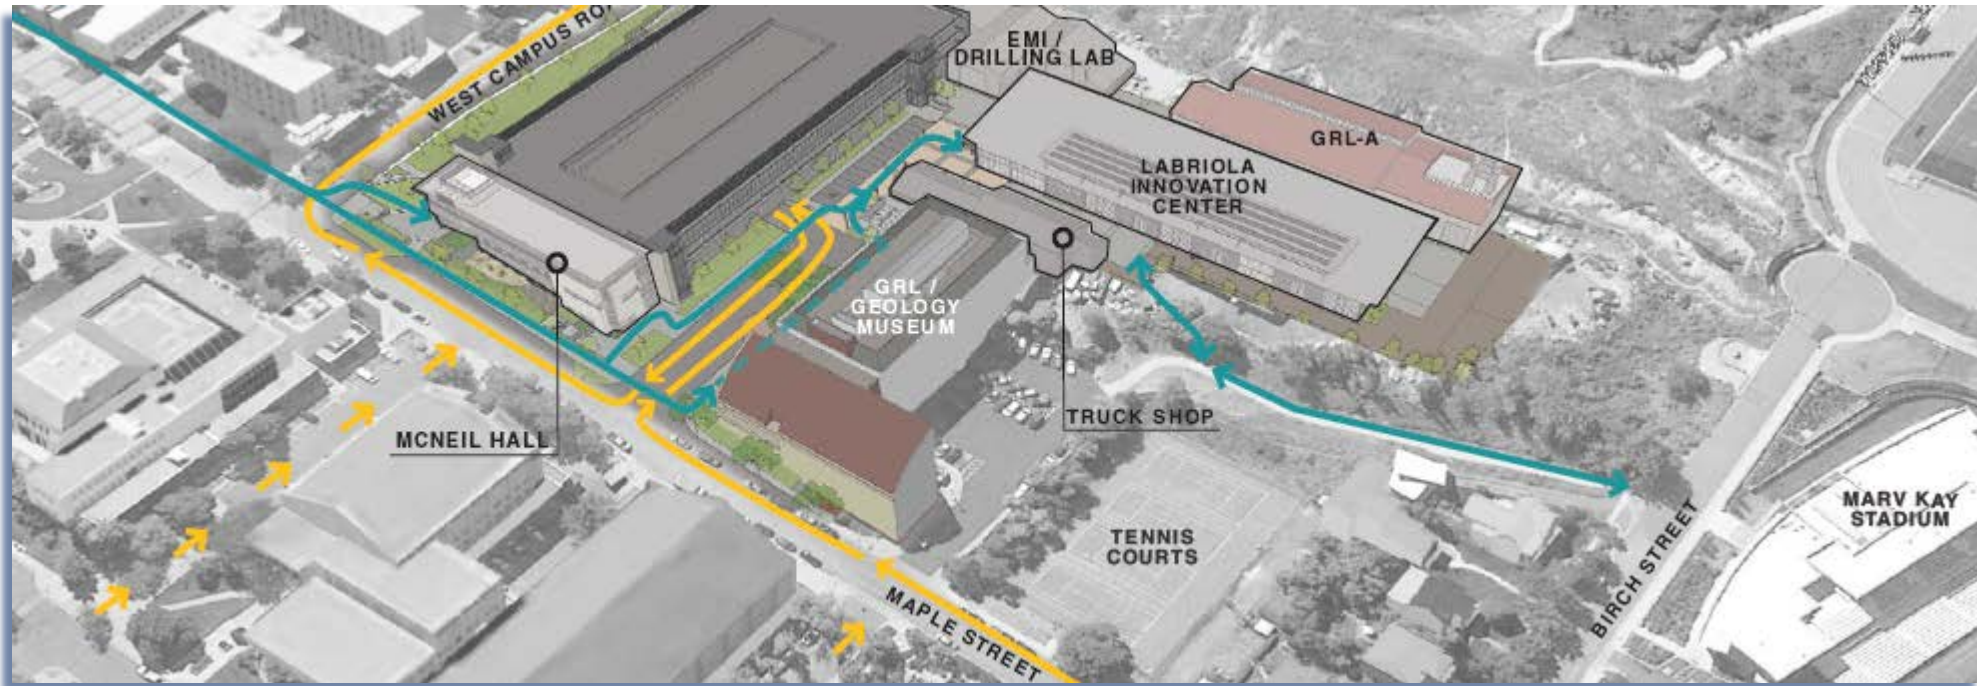 WEST CAMPUS
EMI /
DRILLING LAB
GRL-A
LABRIOLA
INNOVATION
CENTER
GRL /
GEOLOGY
MUSEUM
TRUCK SHOP
MCNEIL HALL
TENNIS
COURTS
MAPLE STREET
BIRCH STREET
MARV KAY
STADIUM